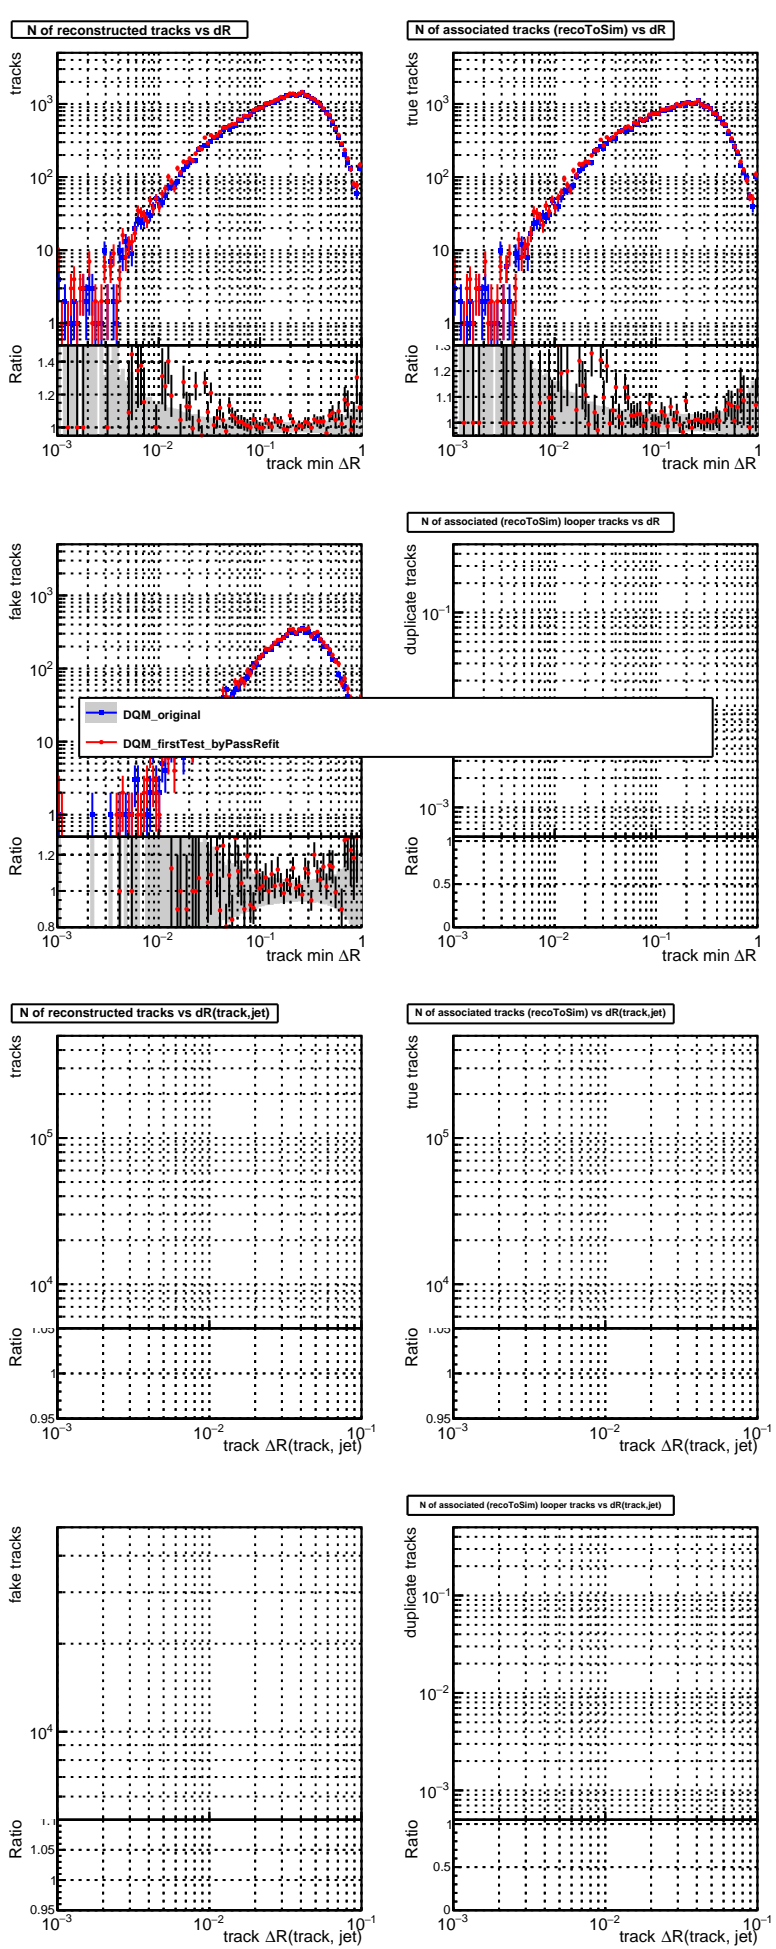 N of reconstructed tracks vs dR
tracks
10³
10²
10
1
Ratio
1.4
1.2
1
10⁻³
10⁻²
10⁻¹
1
track min ΔR
N of associated tracks (recoToSim) vs dR
true tracks
10³
10²
10
1
Ratio
1.3
1.2
1.1
1
10⁻³
10⁻²
10⁻¹
1
track min ΔR
fake tracks
10³
10²
10
1
Ratio
1.2
1
0.8
10⁻³
10⁻²
10⁻¹
1
track min ΔR
N of associated (recoToSim) looper tracks vs dR
duplicate tracks
10⁻¹
10⁻³
Ratio
1
0.5
0
10⁻³
10⁻²
10⁻¹
1
track min ΔR
DQM_original
DQM_firstTest_byPassRefit
N of reconstructed tracks vs dR(track,jet)
tracks
10⁵
10⁴
Ratio
1.05
1
0.95
10⁻³
10⁻²
10⁻¹
track ΔR(track, jet)
N of associated tracks (recoToSim) vs dR(track,jet)
true tracks
10⁵
10⁴
Ratio
1.05
1
0.95
10⁻³
10⁻²
10⁻¹
track ΔR(track, jet)
fake tracks
10⁴
Ratio
1.1
1.05
1
0.95
10⁻³
10⁻²
10⁻¹
track ΔR(track, jet)
N of associated (recoToSim) looper tracks vs dR(track,jet)
duplicate tracks
10⁻¹
10⁻²
10⁻³
Ratio
1
0.5
0
10⁻³
10⁻²
10⁻¹
track ΔR(track, jet)